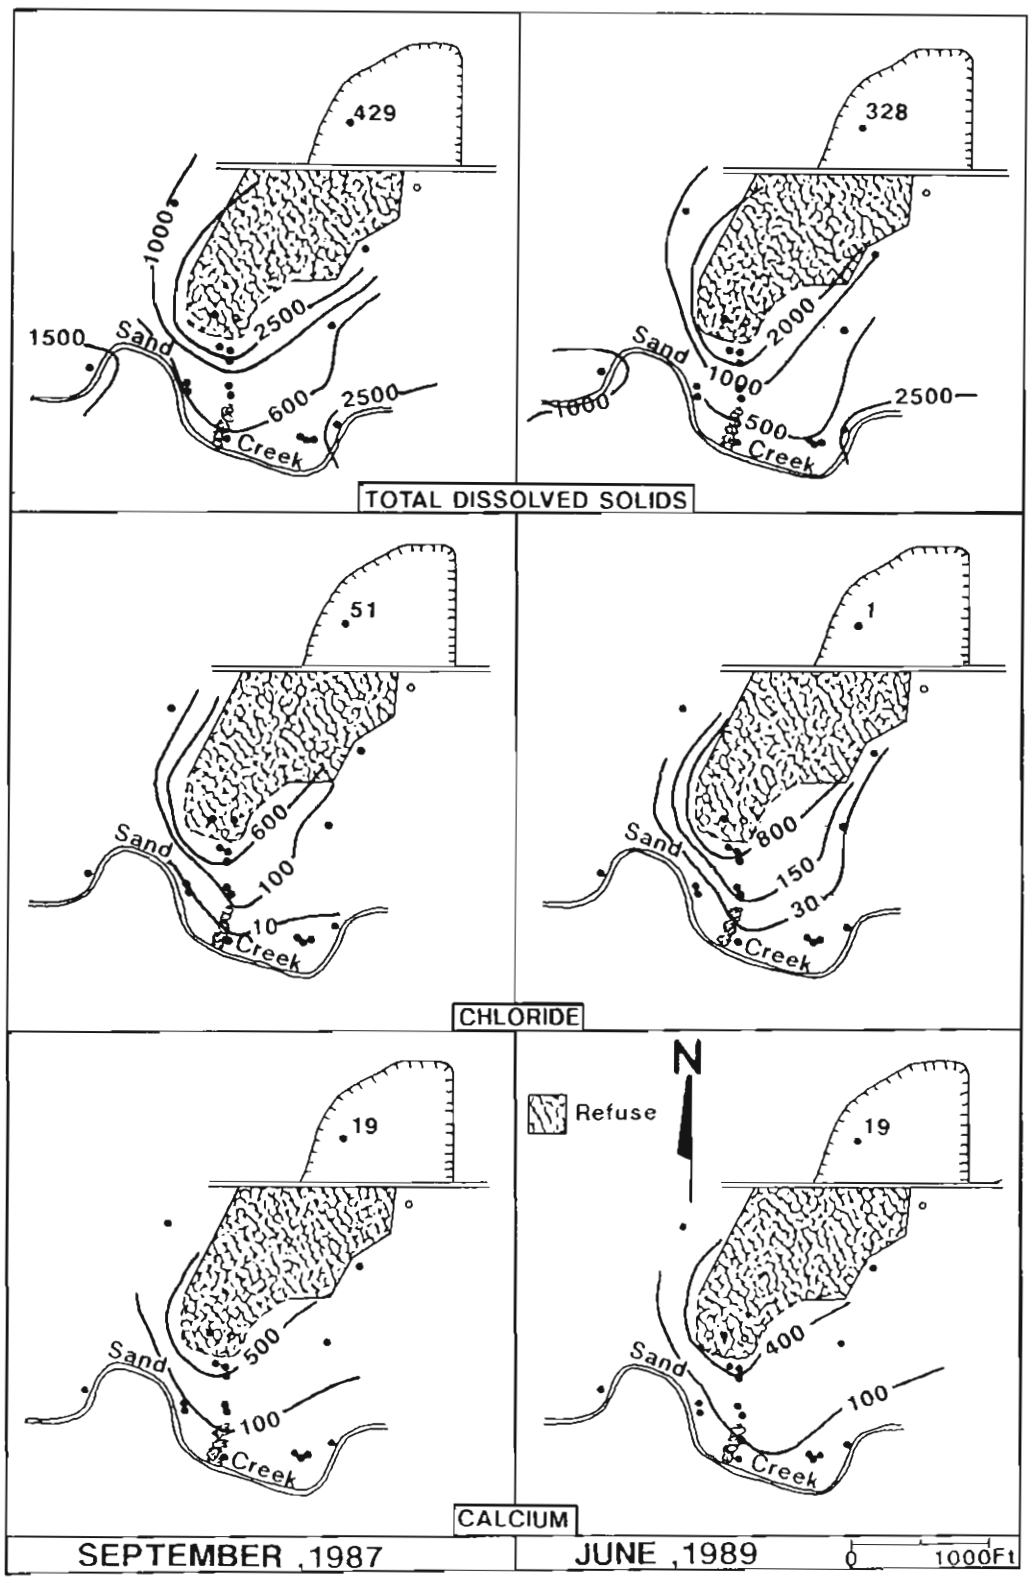 429
1000
2500
1500
Sand
600
2500
Creek
328
2000
Sand
1000
1000
500
2500
Creek
TOTAL DISSOLVED SOLIDS
51
600
Sand
100
10
Creek
1
800
Sand
150
30
Creek
CHLORIDE
19
500
Sand
100
Creek
N
Refuse
19
400
Sand
100
Creek
CALCIUM
SEPTEMBER ,1987
JUNE ,1989
0 1000Ft